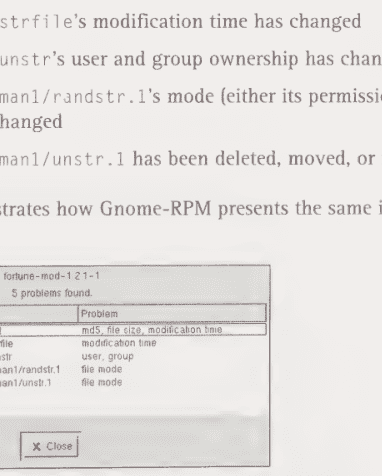 strfile's modification time has changed
unstr's user and group ownership has chan
man1/randstr.1's mode (either its permissi
hanged
man1/unstr.1 has been deleted, moved, or
strates how Gnome-RPM presents the same i
fortune-mod-1.2.1-1
5 problems found.
Problem
md5, file size, modification time
file modification time
str user, group
an1/randstr.1 file mode
an1/unstr.1 file mode
X Close